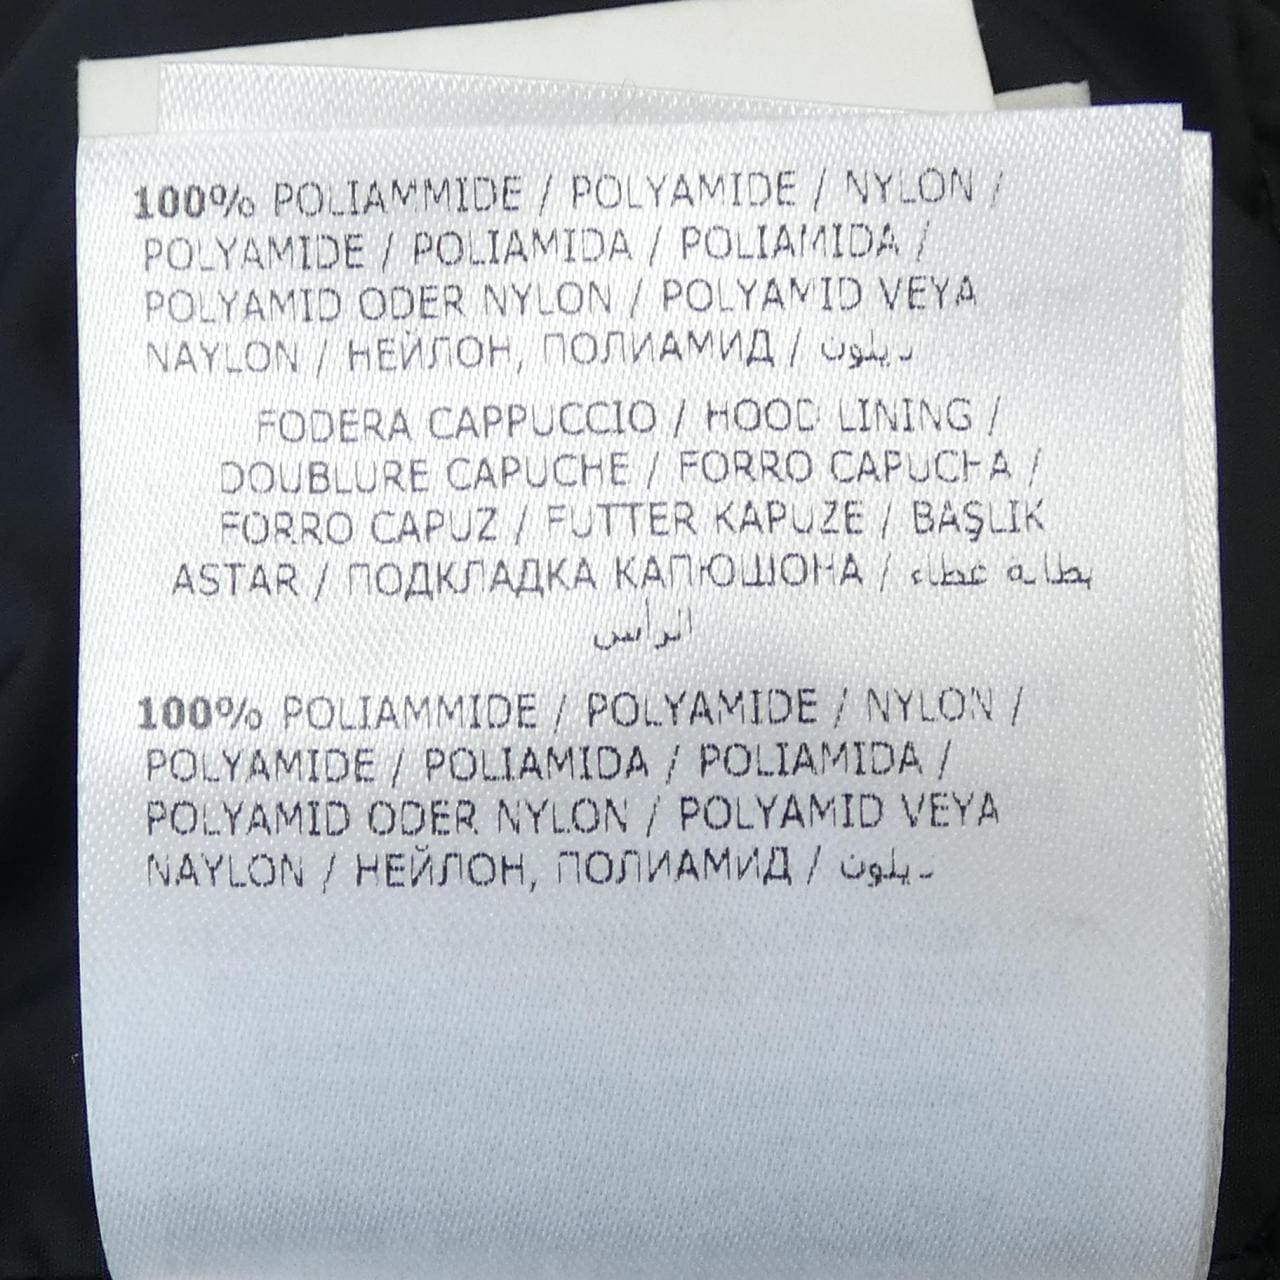 100% POLIAMMIDE / POLYAMIDE / NYLON /
POLYAMIDE / POLIAMIDA / POLIAMIDA /
POLYAMID ODER NYLON / POLYAMID VEYA
NAYLON / НЕЙЛОН, ПОЛИАМИД / نيلون
FODERA CAPPUCCIO / HOOD LINING /
DOUBLURE CAPUCHE / FORRO CAPUCHA /
FORRO CAPUZ / FUTTER KAPUZE / BAŞLIK
ASTAR / ПОДКЛАДКА КАПЮШОНА / بطانة غطاء
الرأس
100% POLIAMMIDE / POLYAMIDE / NYLON /
POLYAMIDE / POLIAMIDA / POLIAMIDA /
POLYAMID ODER NYLON / POLYAMID VEYA
NAYLON / НЕЙЛОН, ПОЛИАМИД / نيلون